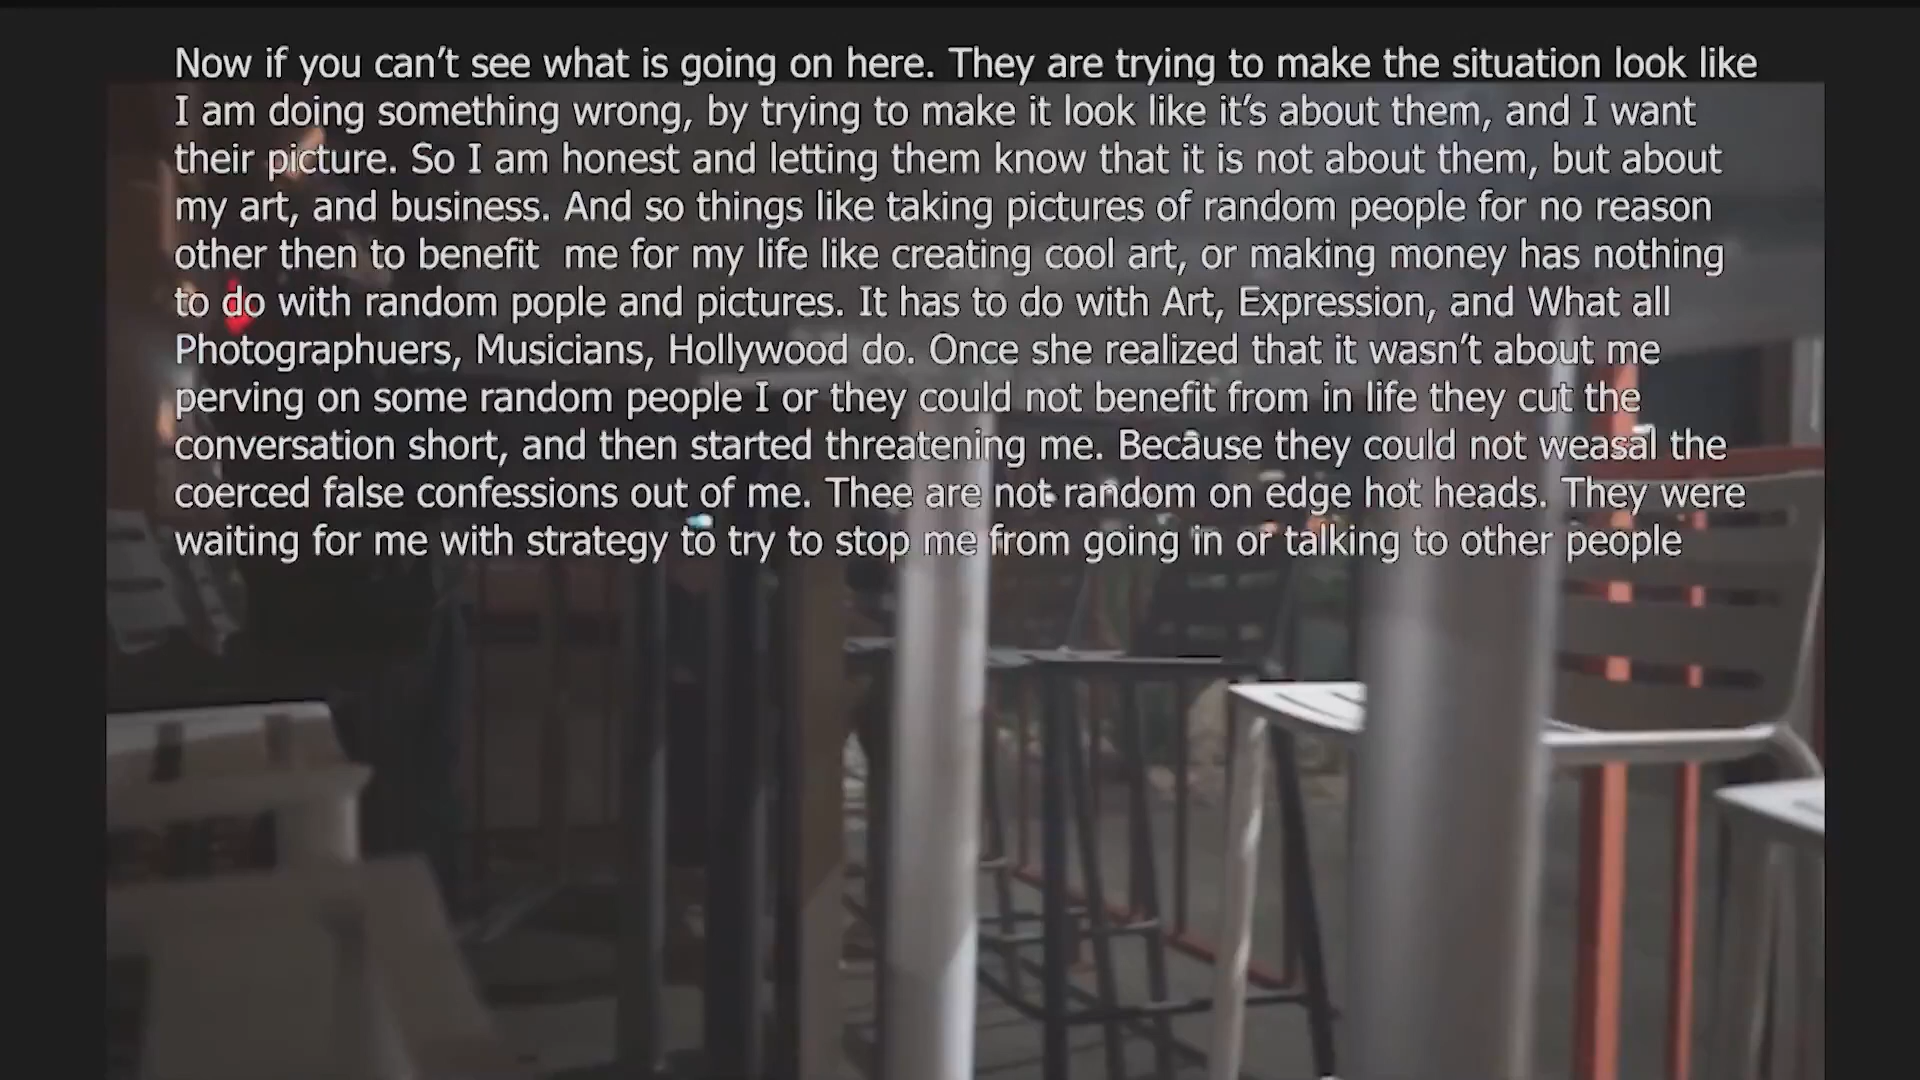 Now if you can’t see what is going on here. They are trying to make the situation look like
I am doing something wrong, by trying to make it look like it’s about them, and I want
their picture. So I am honest and letting them know that it is not about them, but about
my art, and business. And so things like taking pictures of random people for no reason
other then to benefit  me for my life like creating cool art, or making money has nothing
to do with random pople and pictures. It has to do with Art, Expression, and What all
Photographuers, Musicians, Hollywood do. Once she realized that it wasn’t about me
perving on some random people I or they could not benefit from in life they cut the
conversation short, and then started threatening me. Because they could not weasal the
coerced false confessions out of me. Thee are not random on edge hot heads. They were
waiting for me with strategy to try to stop me from going in or talking to other people